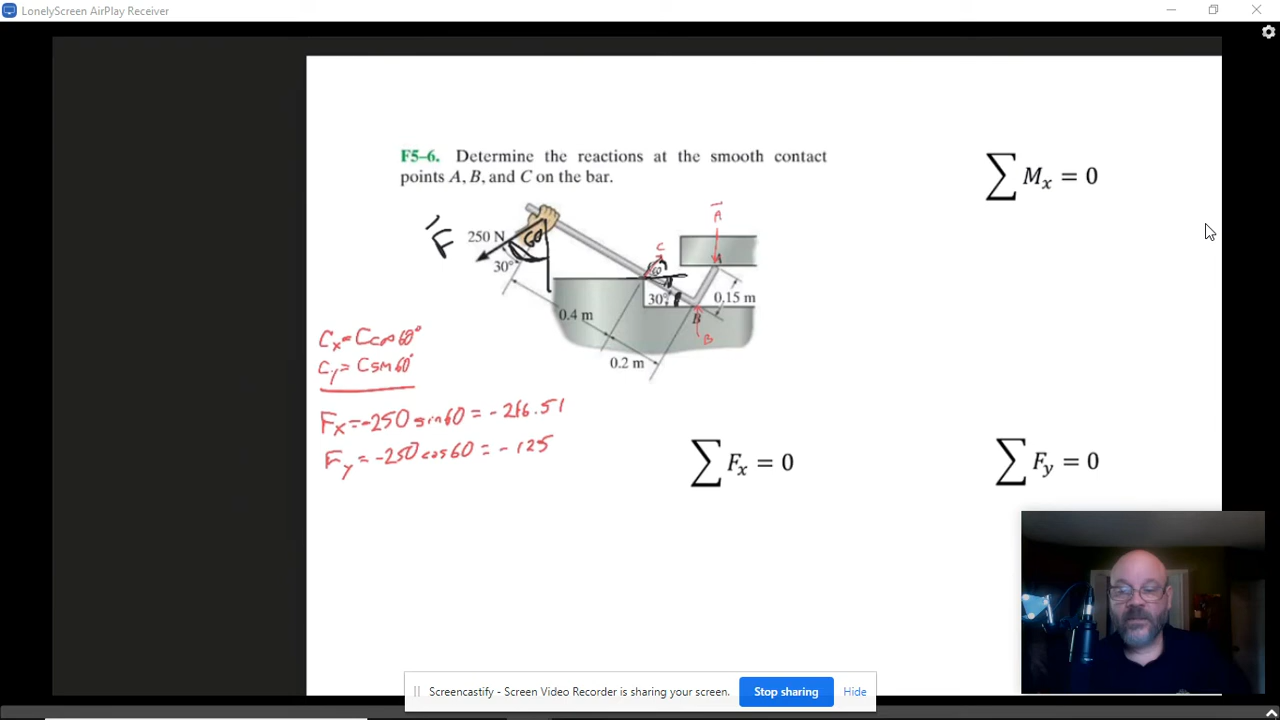 LonelyScreen AirPlay Receiver
F5–6. Determine the reactions at the smooth contact
points A, B, and C on the bar.
F
250 N
60
30°
C
60
A
A
30°
0.15 m
B
B
0.4 m
0.2 m
Cx = C cos 60°
Cy = C sin 60°
Fx = -250 sin60 = -216.51
Fy = -250 cos60 = -125
∑ Mx = 0
∑ Fx = 0
∑ Fy = 0
Screencastify - Screen Video Recorder is sharing your screen.
Stop sharing
Hide